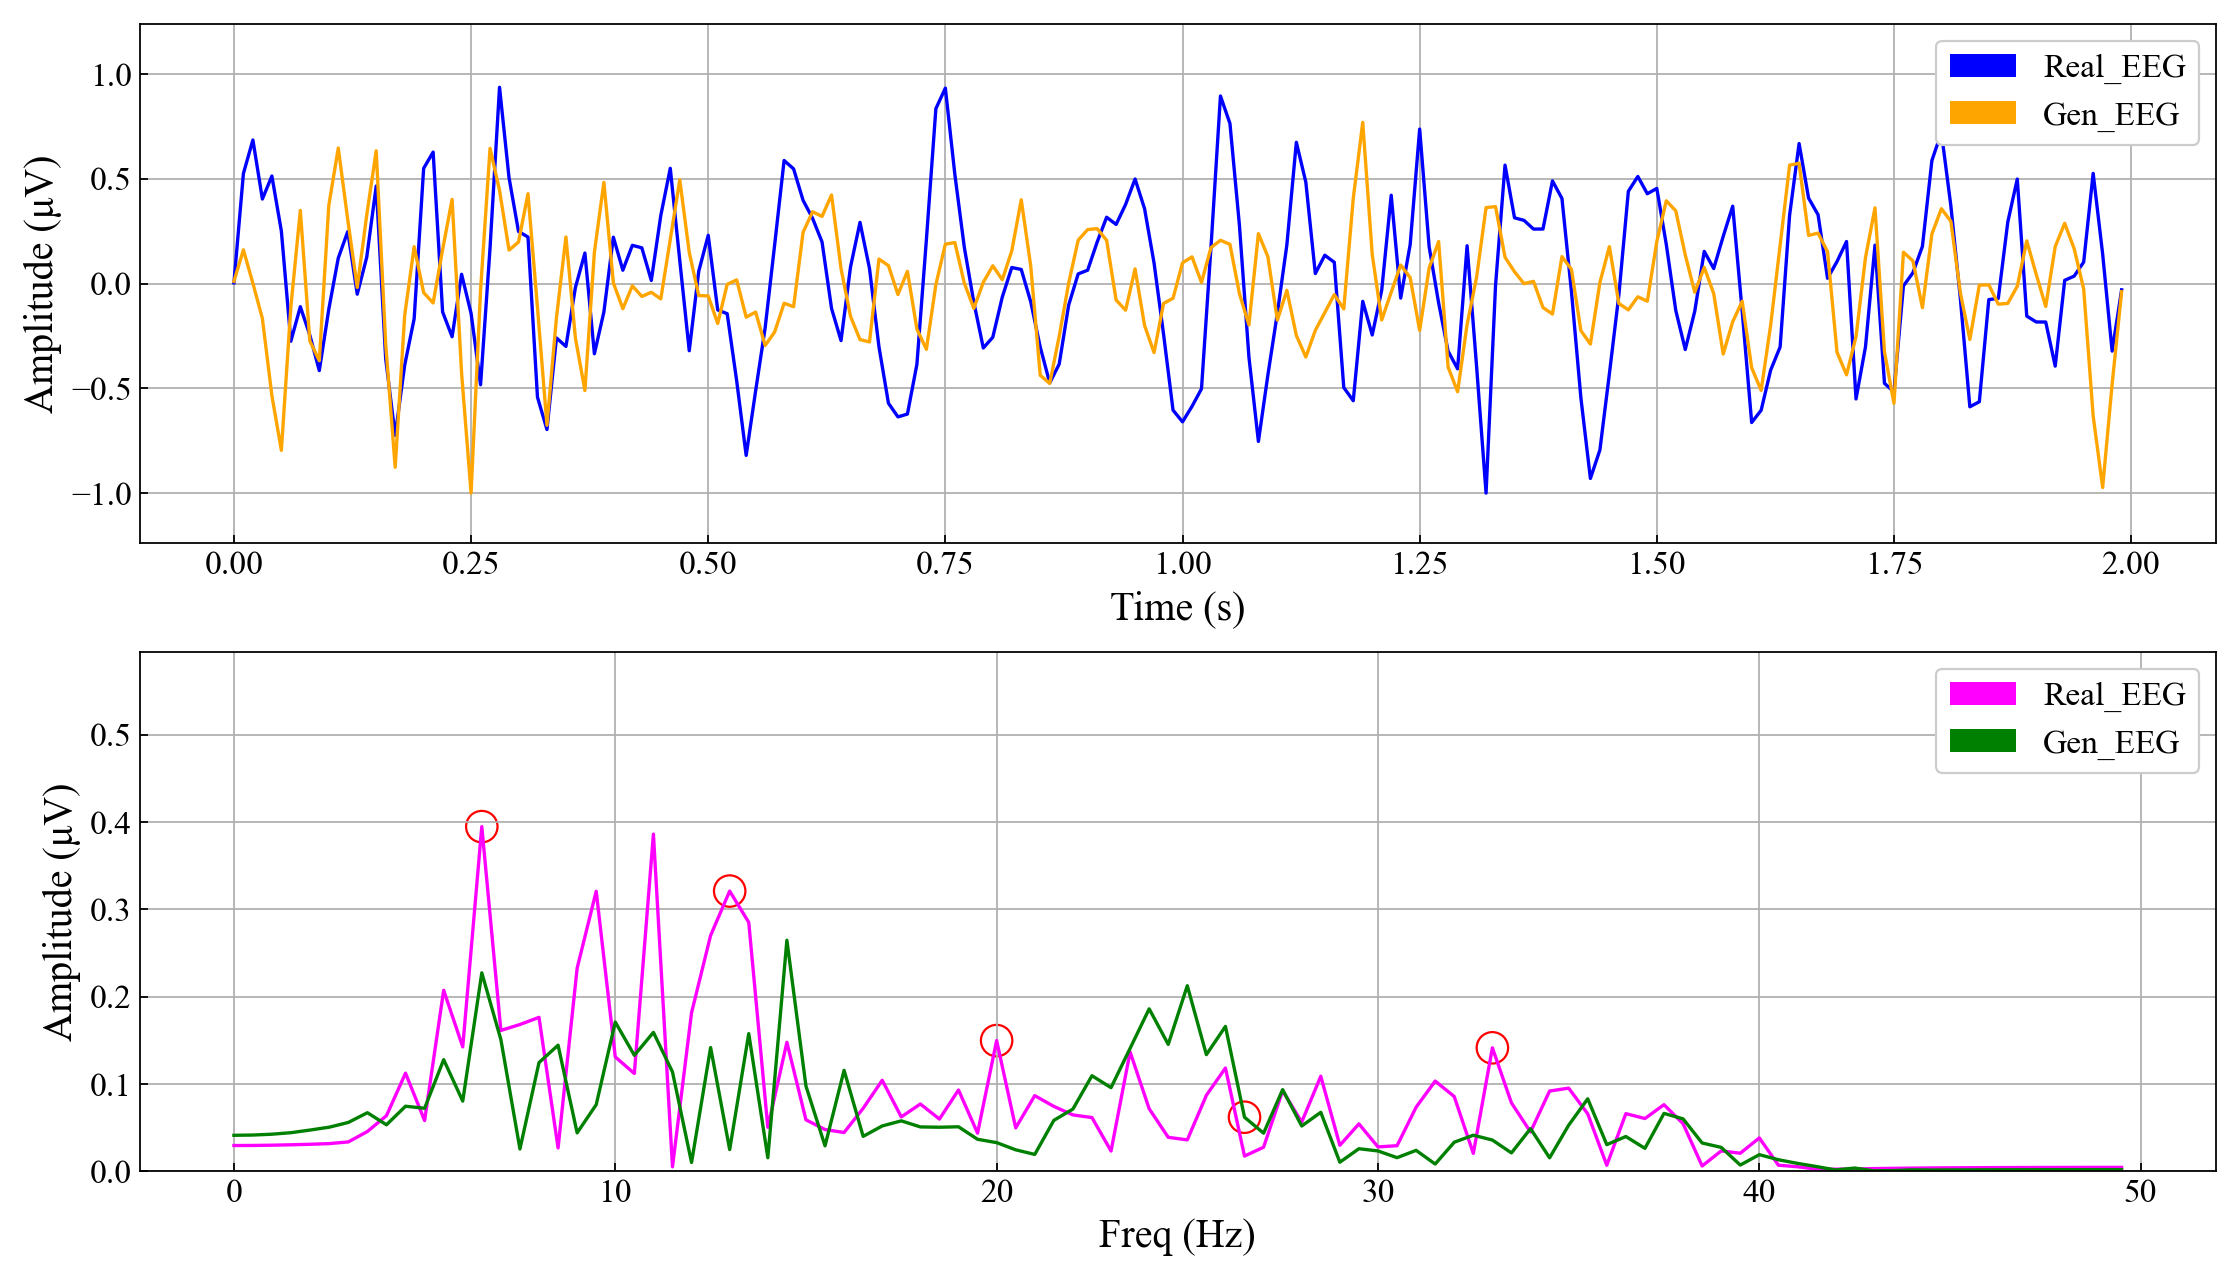 Amplitude (μV)
1.0
0.5
0.0
−0.5
−1.0
Real_EEG
Gen_EEG
0.00 0.25 0.50 0.75 1.00 1.25 1.50 1.75 2.00
Time (s)
Amplitude (μV)
0.5
0.4
0.3
0.2
0.1
0.0
Real_EEG
Gen_EEG
0 10 20 30 40 50
Freq (Hz)